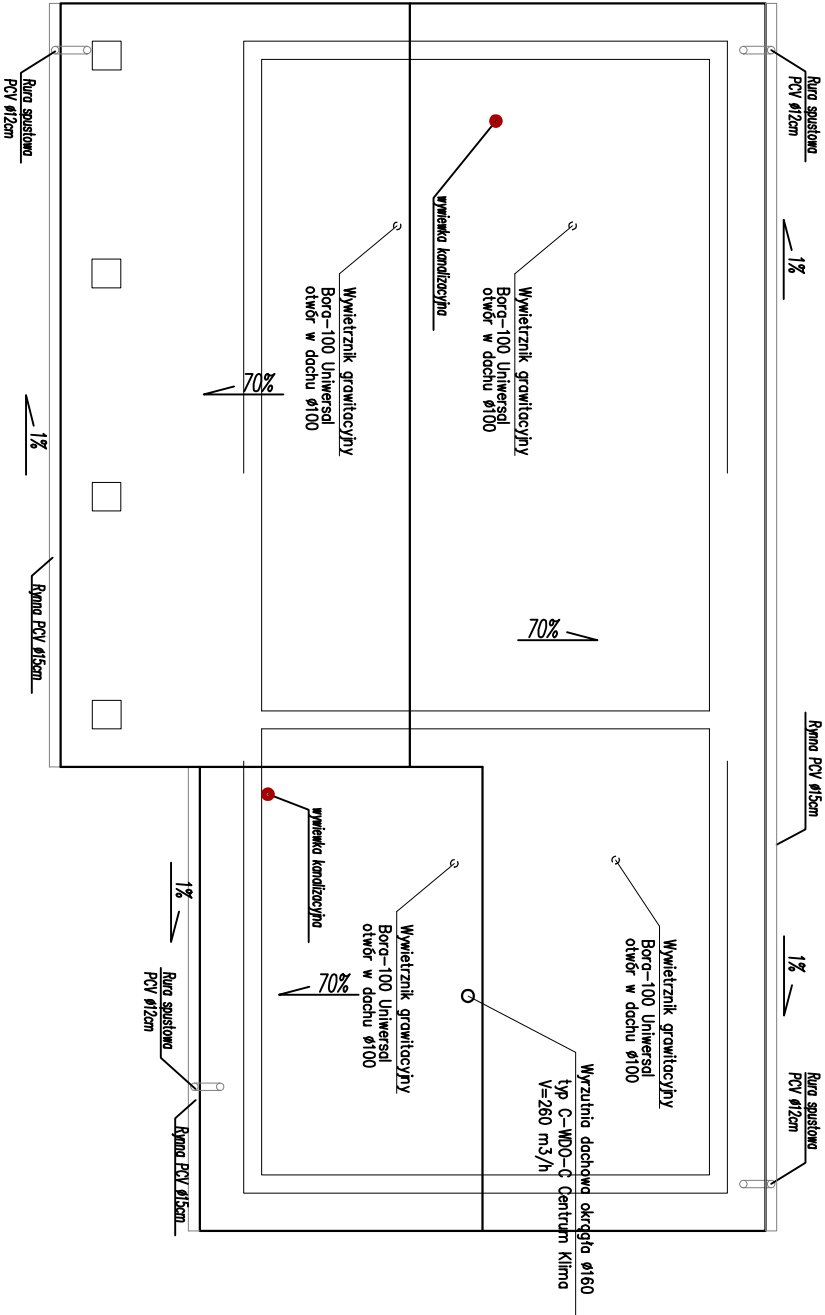 Rura spustowa
PCV ø12cm
1%
Rynna PCV ø15cm
1%
Rura spustowa
PCV ø12cm
wywiewka kanalizacyjna
Wywietrznik grawitacyjny
Bora-100 Uniwersal
otwór w dachu ø100
70%
Wywietrznik grawitacyjny
Bora-100 Uniwersal
otwór w dachu ø100
Wyrzutnia dachowa okrągła ø160
typ C-WDO-C Centrum Klima
V=260 m3/h
Wywietrznik grawitacyjny
Bora-100 Uniwersal
otwór w dachu ø100
70%
wywiewka kanalizacyjna
Wywietrznik grawitacyjny
Bora-100 Uniwersal
otwór w dachu ø100
70%
Rura spustowa
PCV ø12cm
1%
Rynna PCV ø15cm
1%
Rura spustowa
PCV ø12cm
Rynna PCV ø15cm